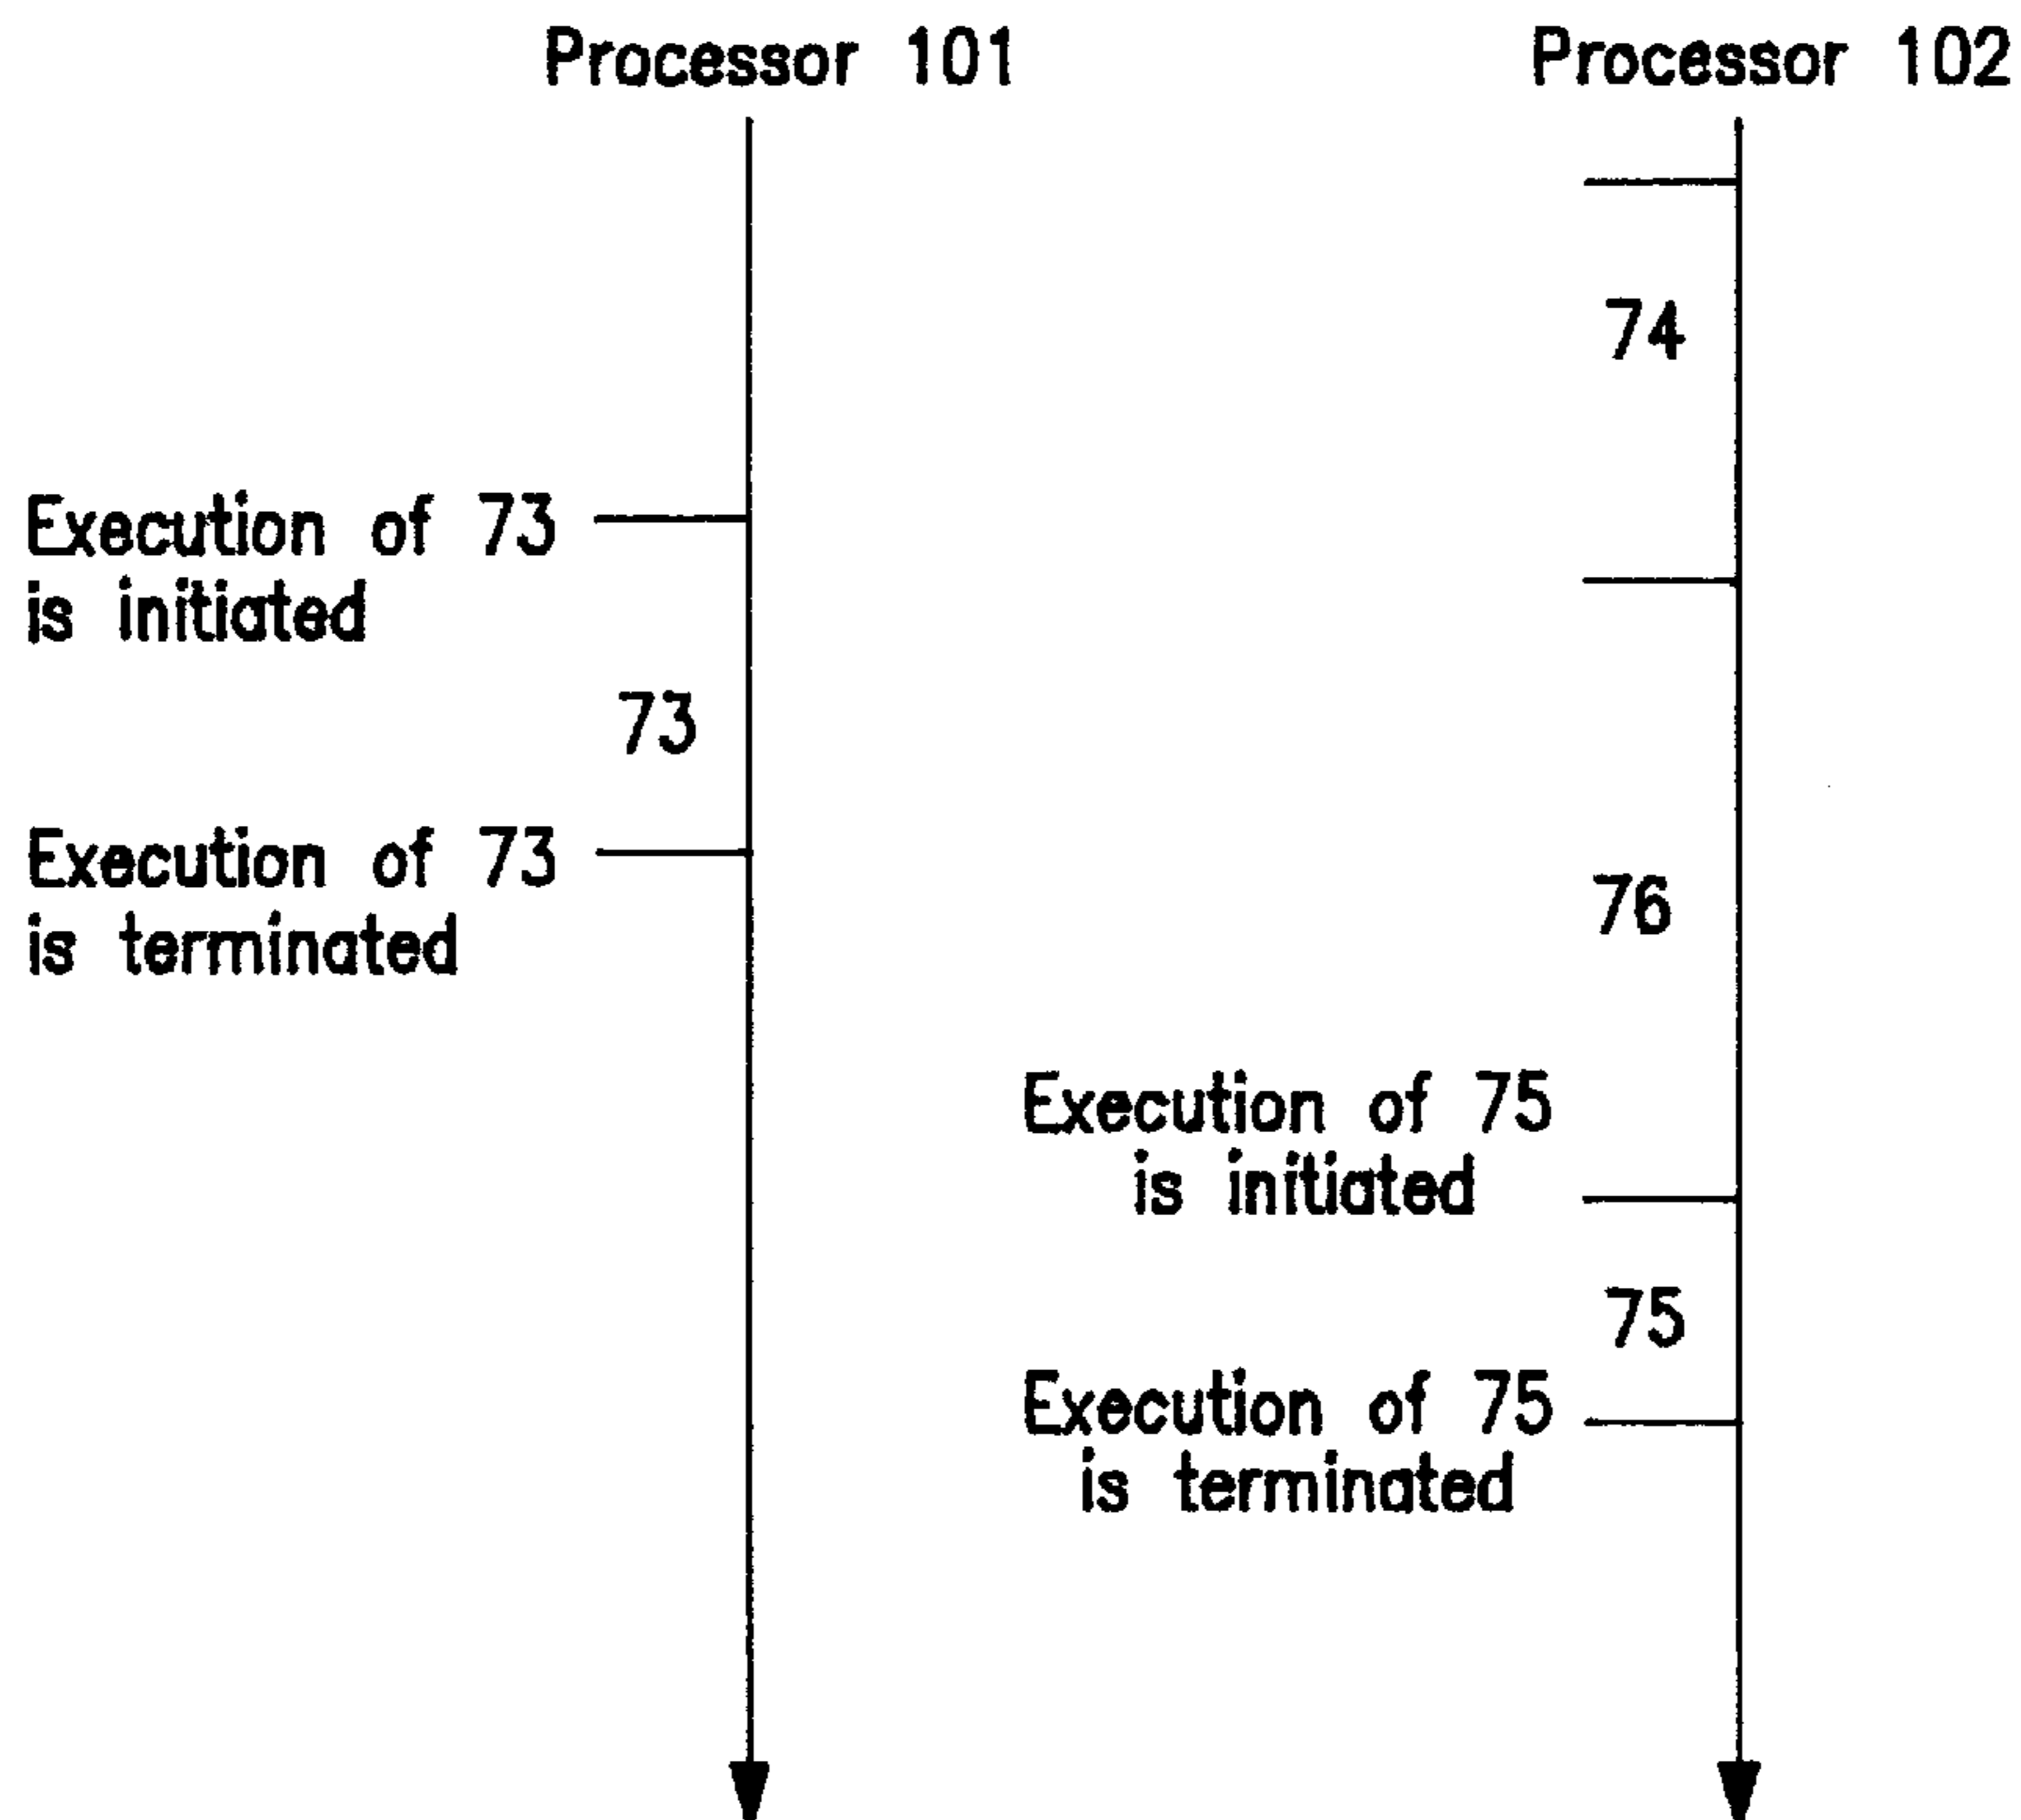 Processor 101
Processor 102
74
Execution of 73
is initiated
73
Execution of 73
is terminated
76
Execution of 75
is initiated
75
Execution of 75
is terminated